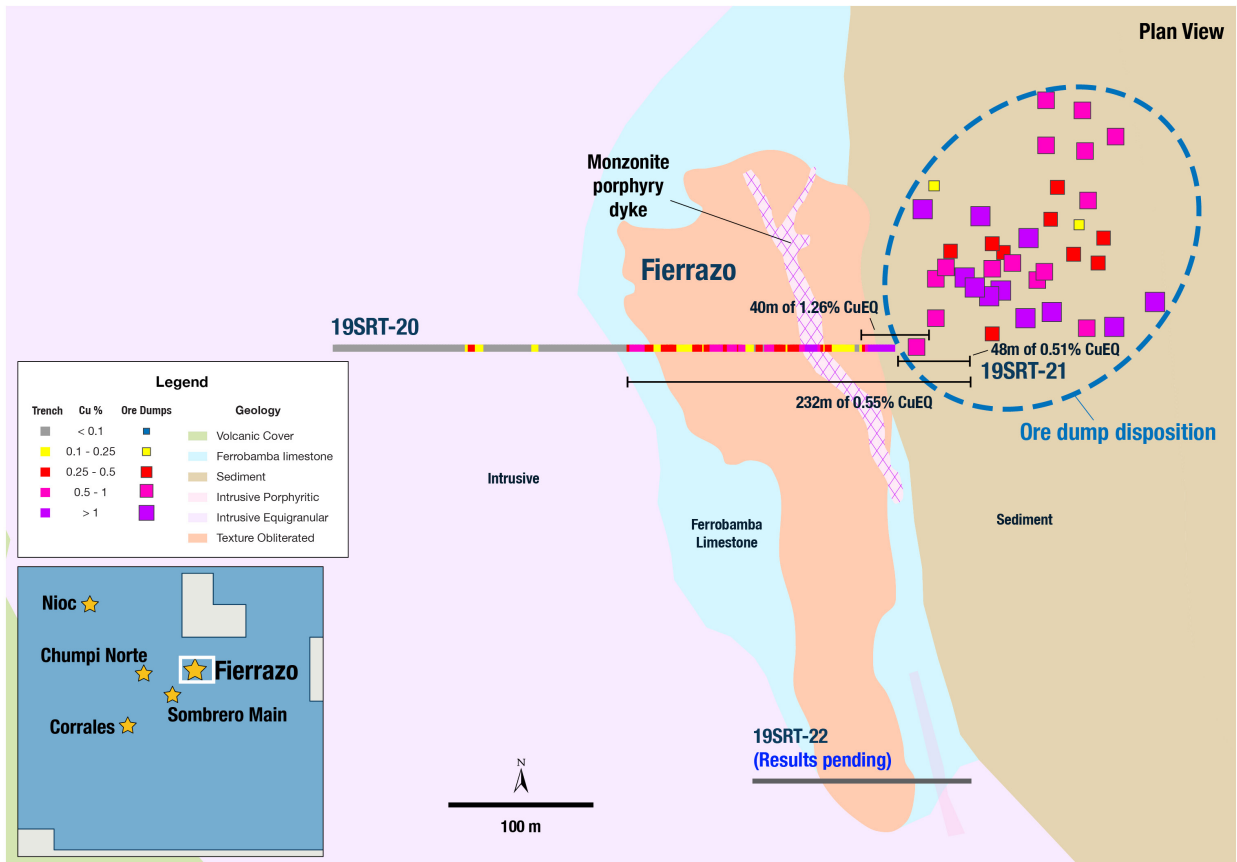 Plan View
Monzonite
porphyry
dyke
Fierrazo
40m of 1.26% CuEQ
19SRT-20
48m of 0.51% CuEQ
19SRT-21
232m of 0.55% CuEQ
Ore dump disposition
Legend
Trench Cu % Ore Dumps Geology
< 0.1
0.1 - 0.25
0.25 - 0.5
0.5 - 1
> 1
Volcanic Cover
Ferrobamba limestone
Sediment
Intrusive Porphyritic
Intrusive Equigranular
Texture Obliterated
Intrusive
Ferrobamba
Limestone
Sediment
Nioc
Chumpi Norte
Fierrazo
Sombrero Main
Corrales
19SRT-22
(Results pending)
N
100 m